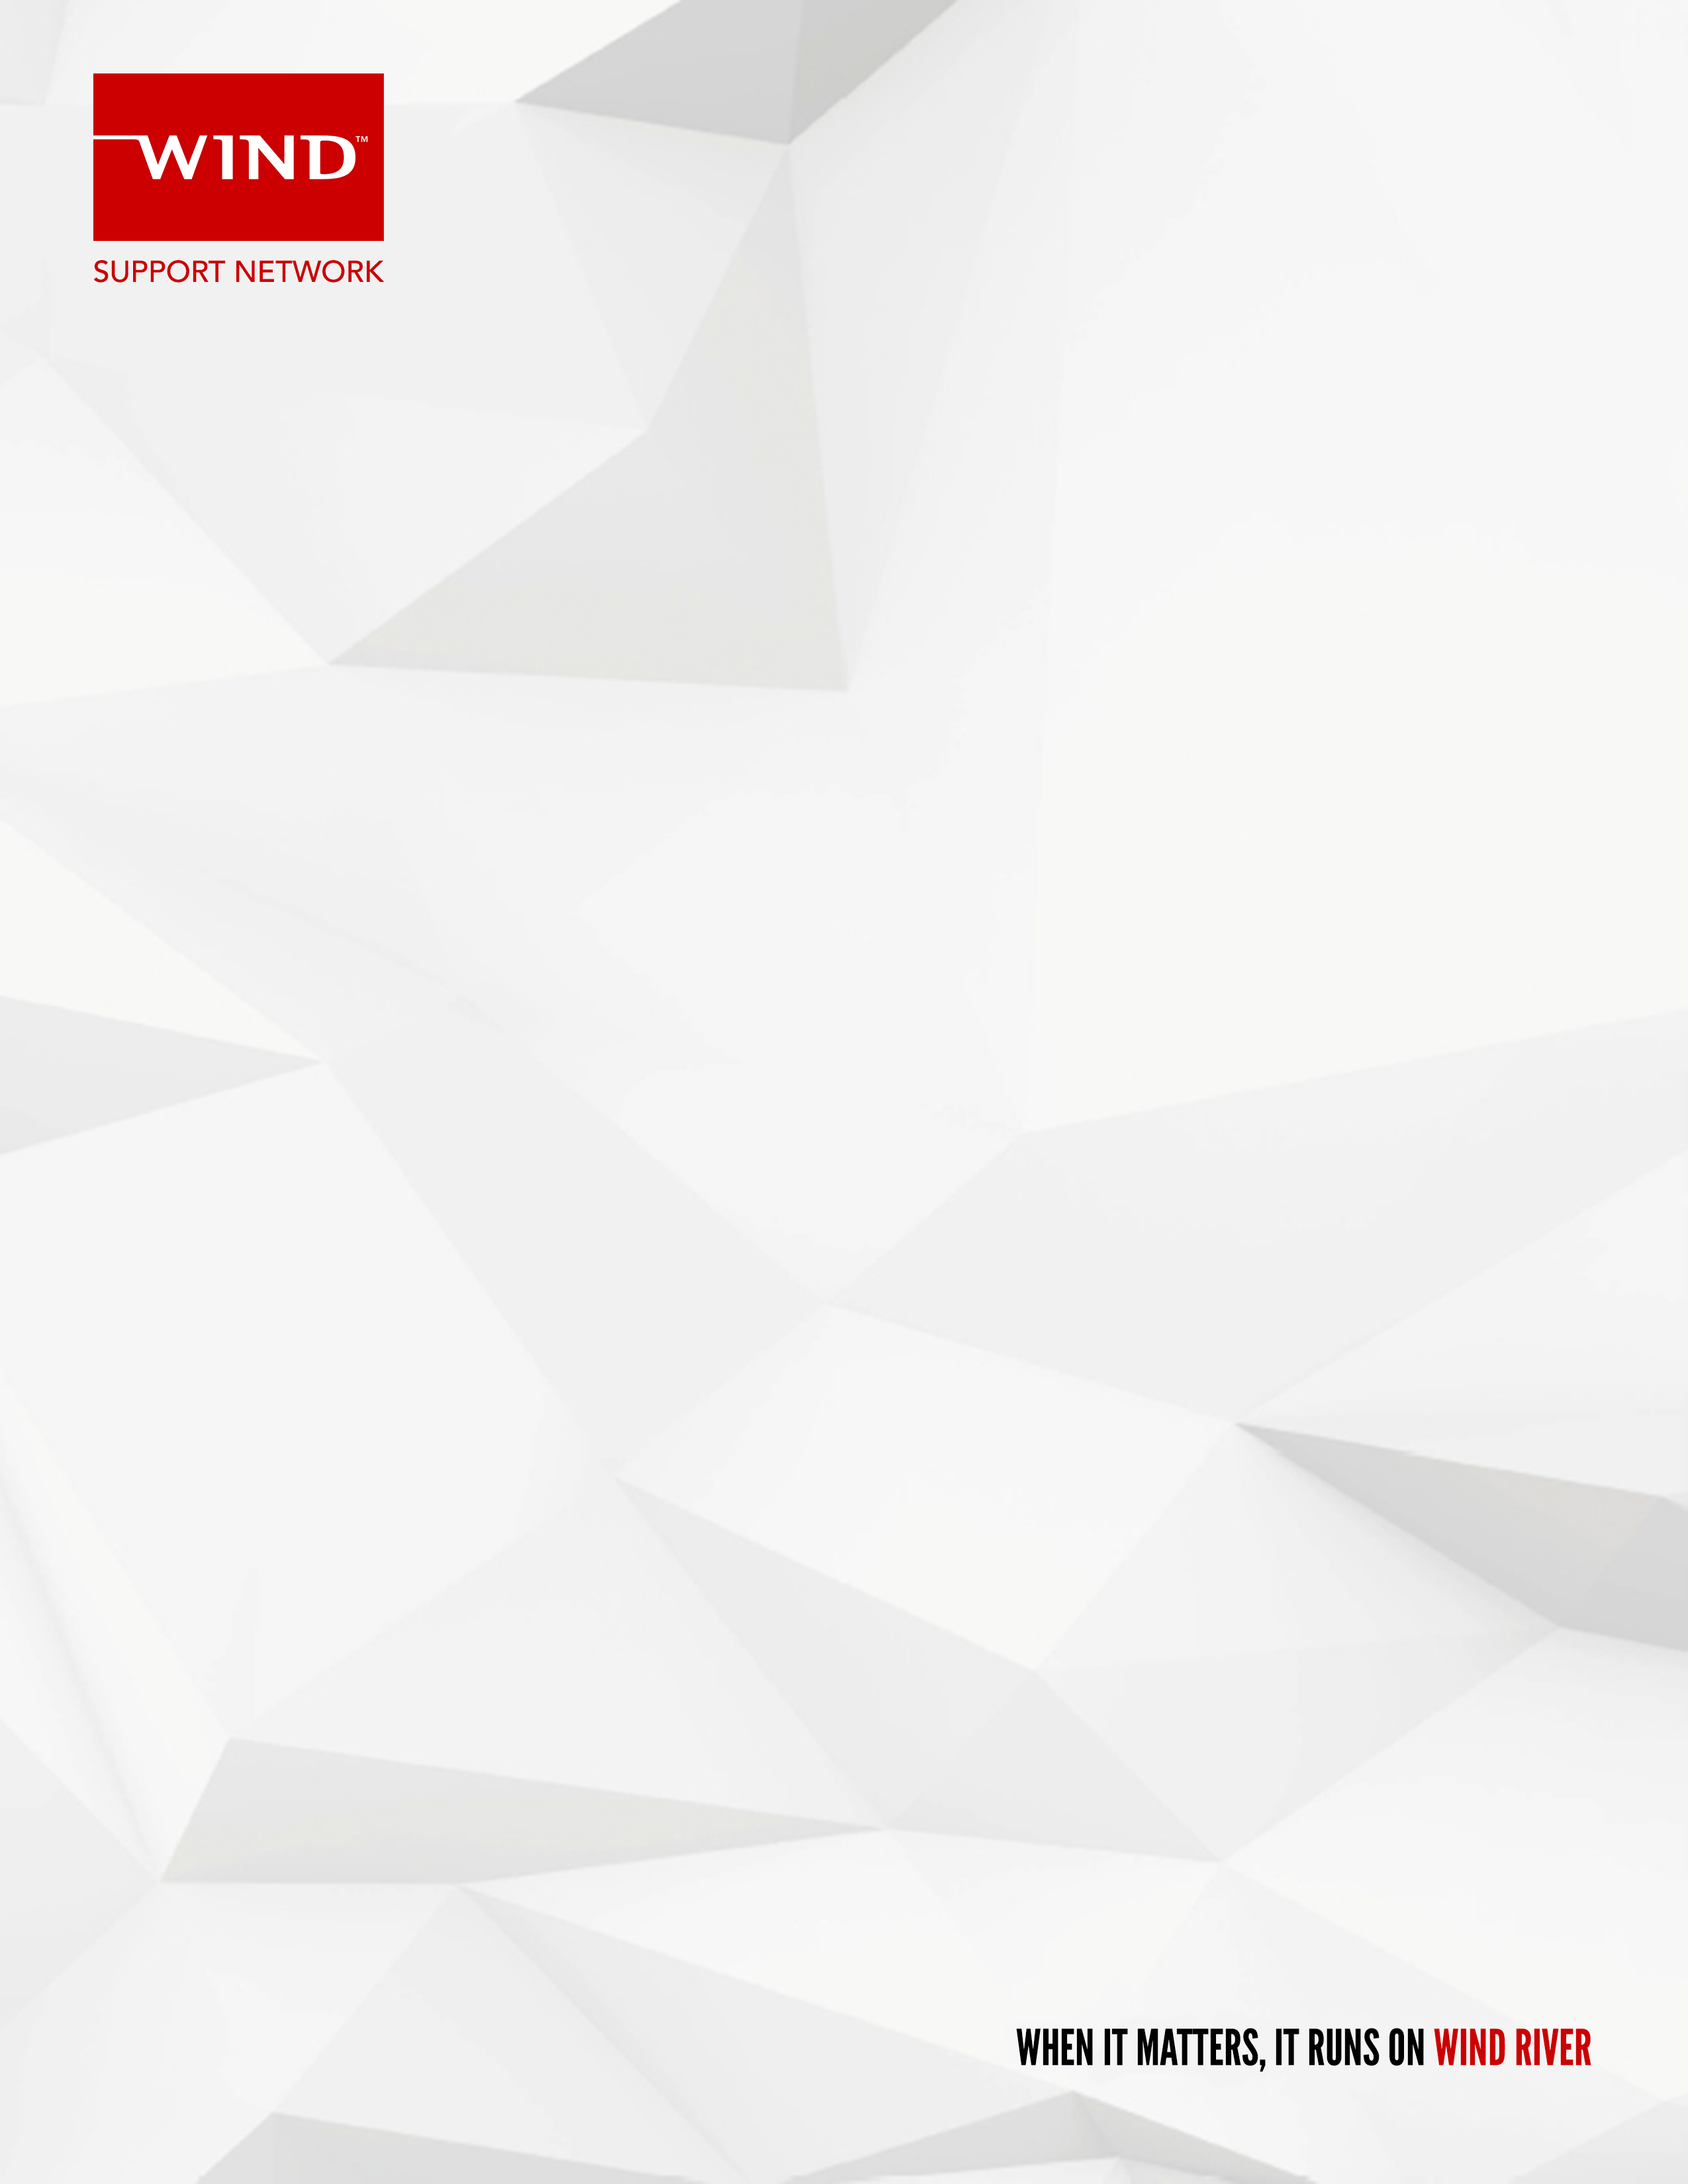 WIND™
SUPPORT NETWORK
WHEN IT MATTERS, IT RUNS ON WIND RIVER